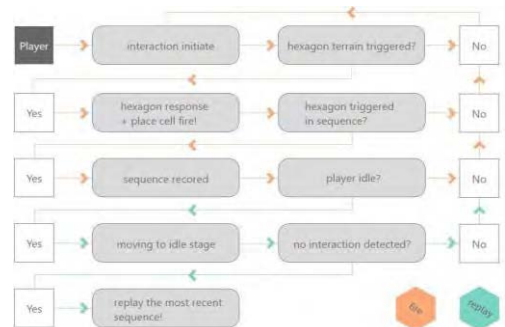 Player
interaction initiate
hexagon terrain triggered?
No
Yes
hexagon response
+ place cell fire!
hexagon triggered
in sequence?
No
Yes
sequence recored
player idle?
No
Yes
moving to idle stage
no interaction detected?
No
Yes
replay the most recent
sequence!
fire
replay